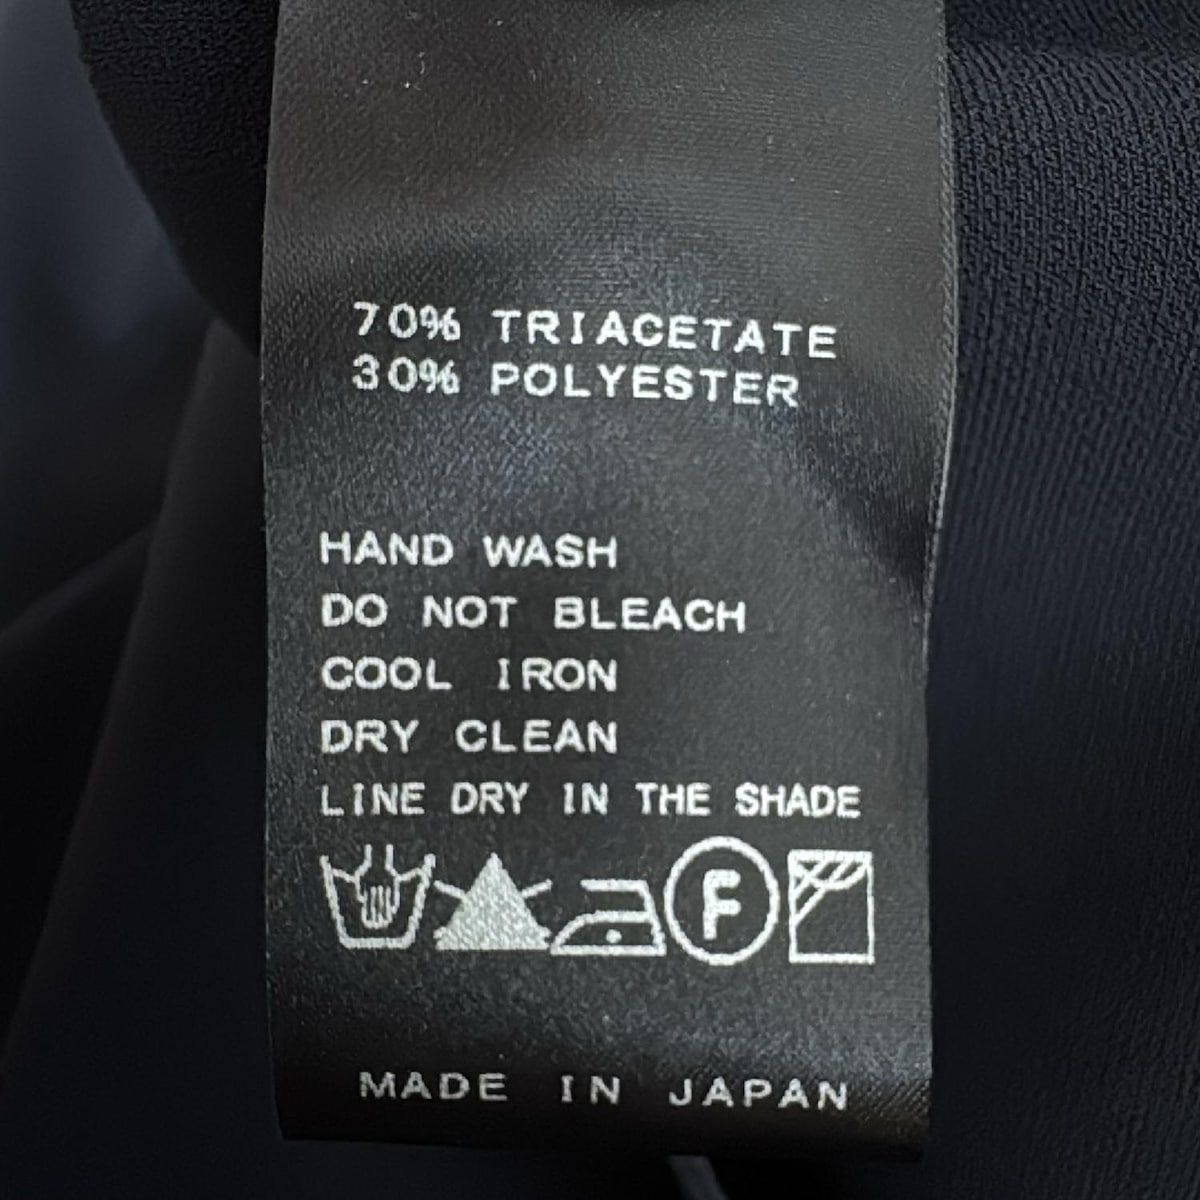 70% TRIACETATE
30% POLYESTER
HAND WASH
DO NOT BLEACH
COOL IRON
DRY CLEAN
LINE DRY IN THE SHADE
F
MADE IN JAPAN